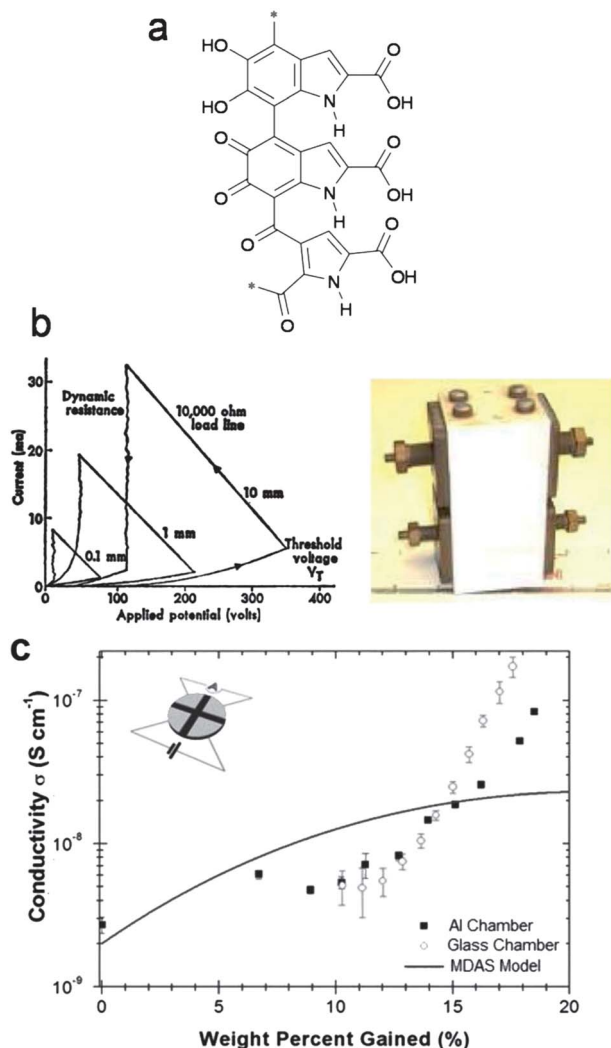 a
*
HO
HO
O
OH
N
H
O
O
O
OH
N
H
O
O
OH
N
H
*
O
b
Current (ma)
30
20
10
0
Dynamic
resistance
10,000 ohm
load line
10 mm
1 mm
0.1 mm
Threshold
voltage
V_T
0 100 200 300 400
Applied potential (volts)
c
Conductivity σ (S cm⁻¹)
10⁻⁷
10⁻⁸
10⁻⁹
A
Al Chamber
Glass Chamber
MDAS Model
0 5 10 15 20
Weight Percent Gained (%)